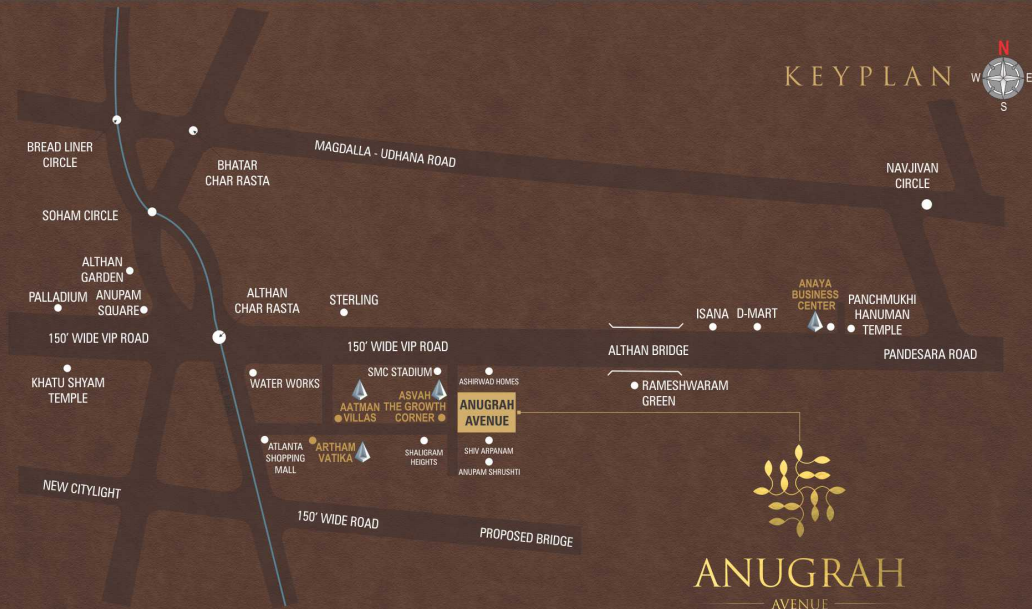 N
W
E
S
KEYPLAN
BREAD LINER
CIRCLE
BHATAR
CHAR RASTA
MAGDALLA - UDHANA ROAD
NAVJIVAN
CIRCLE
SOHAM CIRCLE
ALTHAN
GARDEN
PALLADIUM
ANUPAM
SQUARE
ALTHAN
CHAR RASTA
STERLING
ISANA
D-MART
ANAYA
BUSINESS
CENTER
PANCHMUKHI
HANUMAN
TEMPLE
150' WIDE VIP ROAD
150' WIDE VIP ROAD
ALTHAN BRIDGE
PANDESARA ROAD
KHATU SHYAM
TEMPLE
WATER WORKS
SMC STADIUM
AATMAN
VILLAS
ASVAH
THE GROWTH
CORNER
ASHIRWAD HOMES
ANUGRAH
AVENUE
RAMESHWARAM
GREEN
ATLANTA
SHOPPING
MALL
ARTHAM
VATIKA
SHALIGRAM
HEIGHTS
SHIV ARPANAM
ANUPAM SHRUSHTI
NEW CITYLIGHT
150' WIDE ROAD
PROPOSED BRIDGE
ANUGRAH
AVENUE